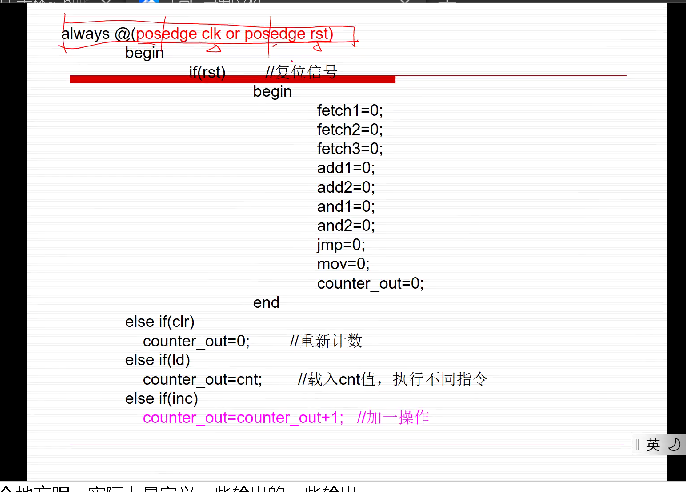 always @(posedge clk or posedge rst)
begin
if(rst) //复位信号
begin
fetch1=0;
fetch2=0;
fetch3=0;
add1=0;
add2=0;
and1=0;
and2=0;
jmp=0;
mov=0;
counter_out=0;
end
else if(clr)
counter_out=0; //重新计数
else if(ld)
counter_out=cnt; //载入cnt值，执行不同指令
else if(inc)
counter_out=counter_out+1; //加一操作
英